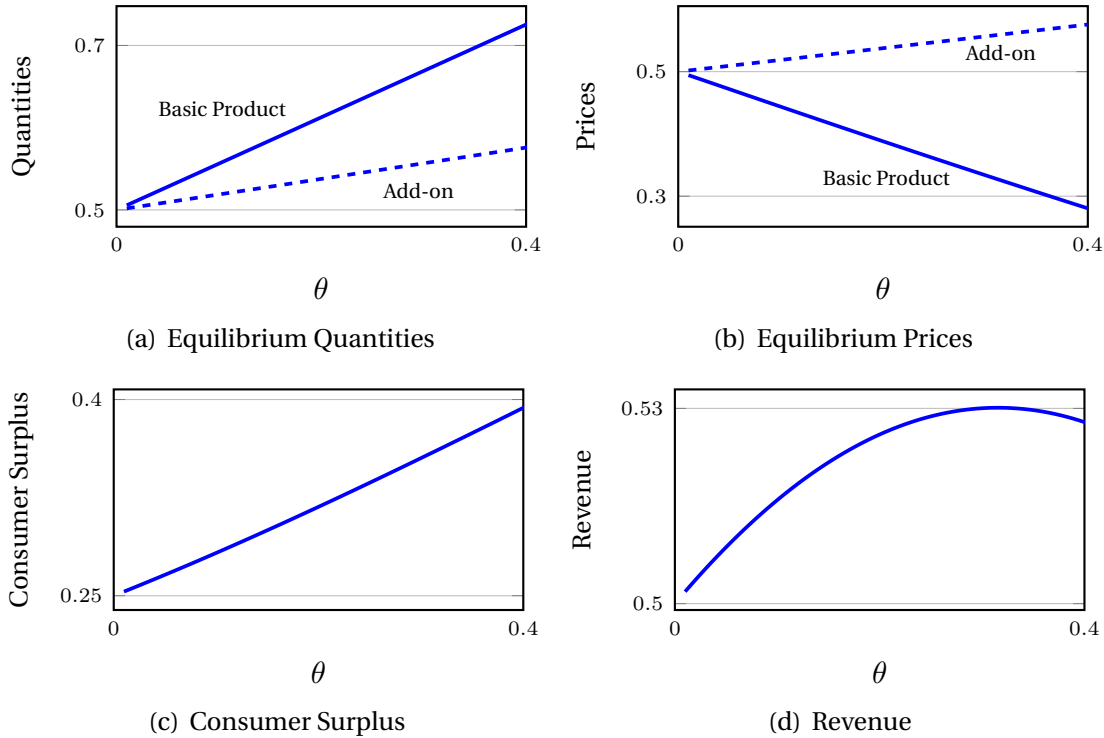 Quantities
0.7
0.5
Basic Product
Add-on
0
0.4
θ
(a) Equilibrium Quantities
Prices
0.5
0.3
Add-on
Basic Product
0
0.4
θ
(b) Equilibrium Prices
Consumer Surplus
0.4
0.25
0
0.4
θ
(c) Consumer Surplus
Revenue
0.53
0.5
0
0.4
θ
(d) Revenue